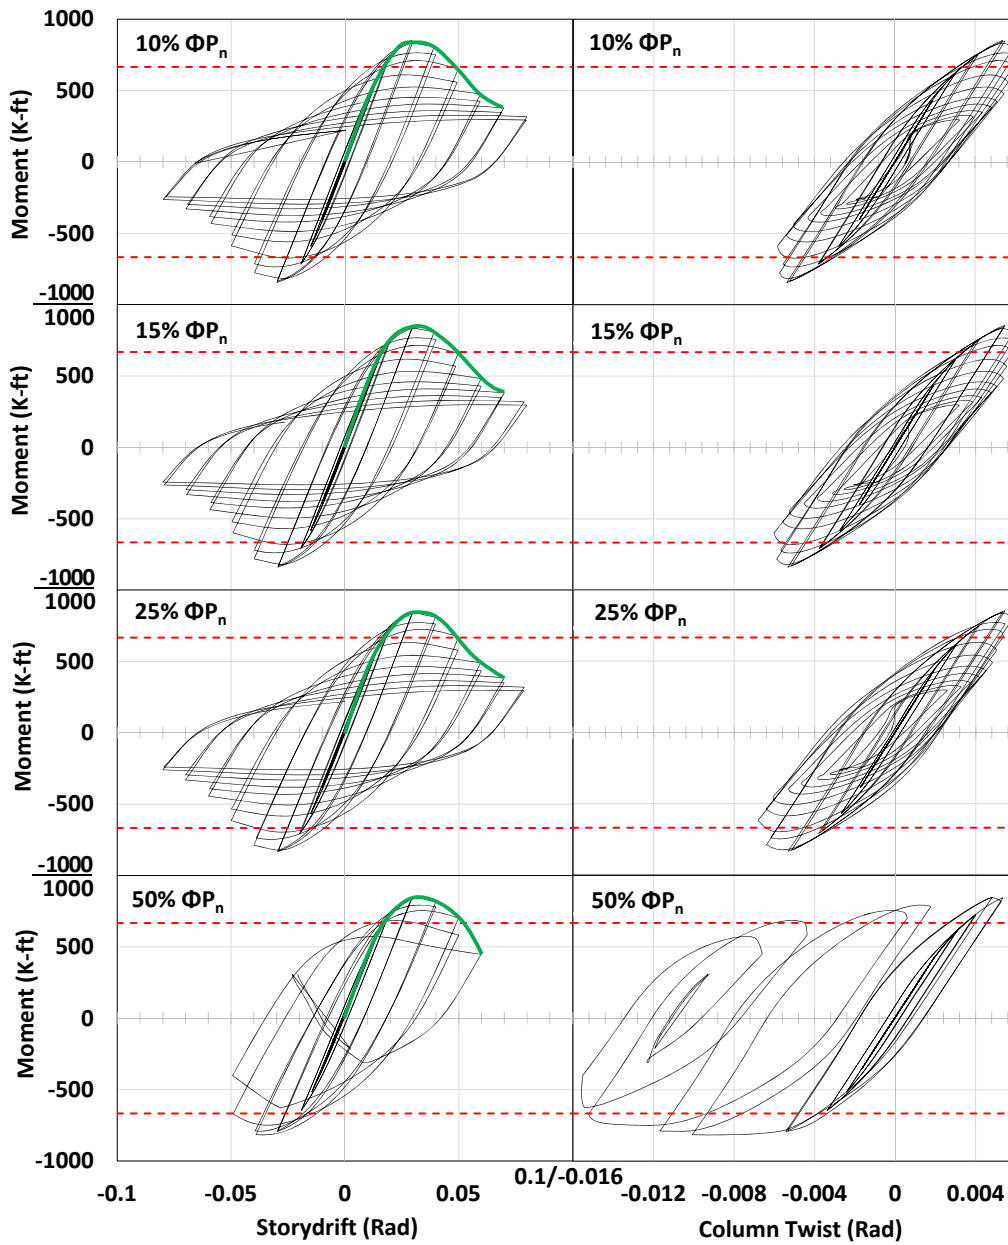 1000
10% ΦPn
10% ΦPn
500
0
-500
-1000
Moment (K-ft)
1000
15% ΦPn
15% ΦPn
500
0
-500
-1000
Moment (K-ft)
1000
25% ΦPn
25% ΦPn
500
0
-500
-1000
Moment (K-ft)
1000
50% ΦPn
50% ΦPn
500
0
-500
-1000
Moment (K-ft)
-0.1 0 0.05 0.1/-0.016 -0.012 -0.008 -0.004 0 0.004
Storydrift (Rad) Column Twist (Rad)